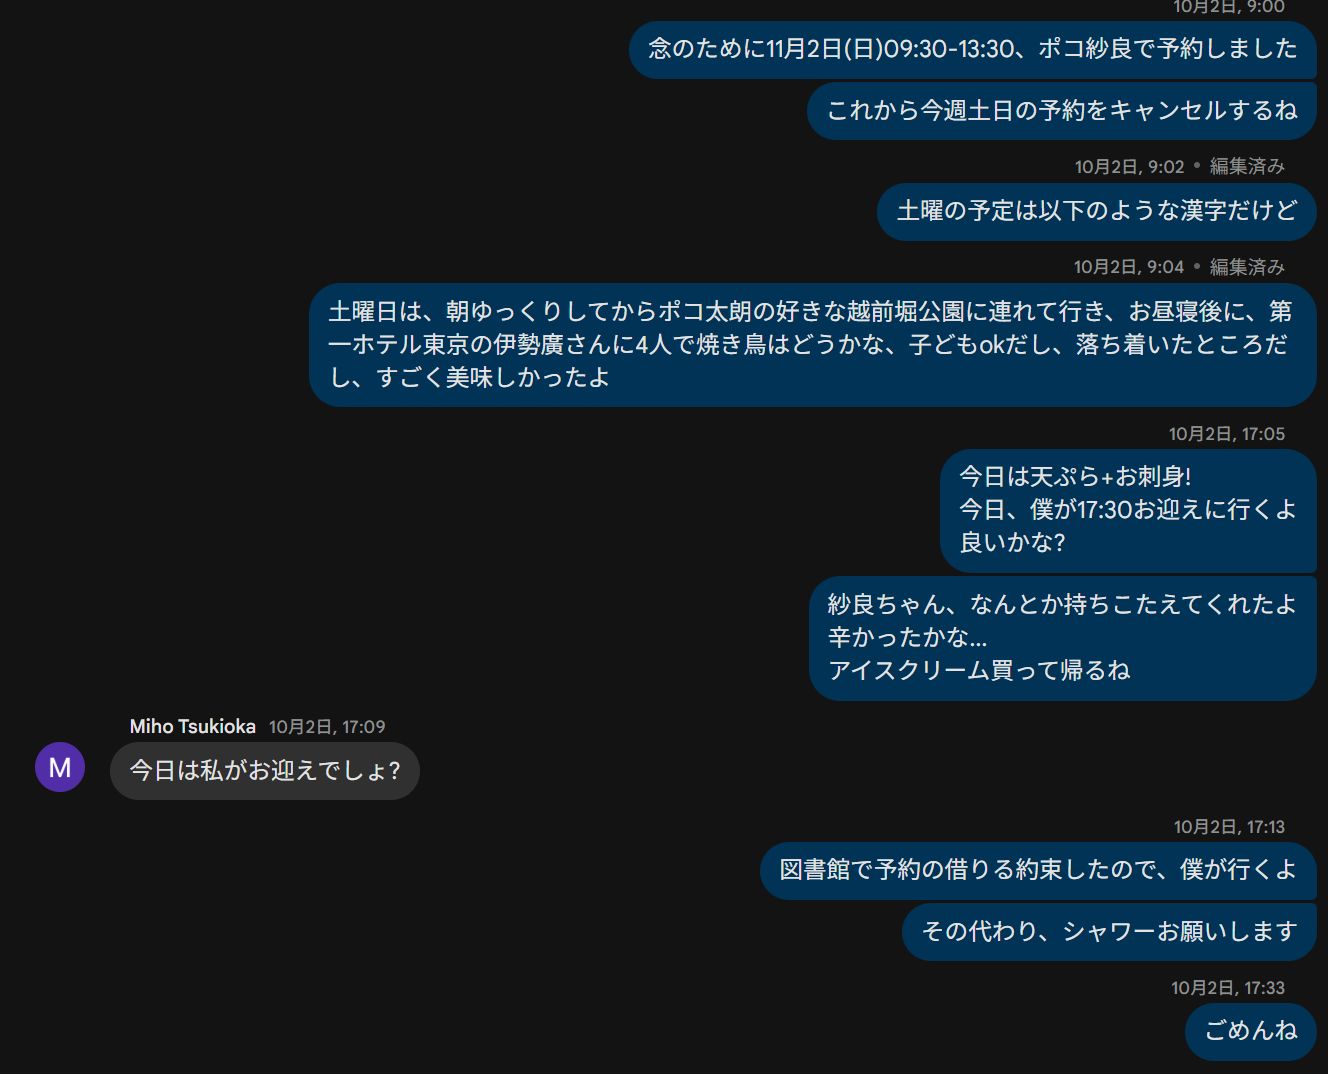 10月2日, 9:00
念のために11月2日(日)09:30-13:30、ポコ紗良で予約しました
これから今週土日の予約をキャンセルするね
10月2日, 9:02 • 編集済み
土曜の予定は以下のような漢字だけど
10月2日, 9:04 • 編集済み
土曜日は、朝ゆっくりしてからポコ太朗の好きな越前堀公園に連れて行き、お昼寝後に、第
一ホテル東京の伊勢廣さんに4人で焼き鳥はどうかな、子どもokだし、落ち着いたところだ
し、すごく美味しかったよ
10月2日, 17:05
今日は天ぷら+お刺身!
今日、僕が17:30お迎えに行くよ
良いかな?
紗良ちゃん、なんとか持ちこたえてくれたよ
辛かったかな...
アイスクリーム買って帰るね
Miho Tsukioka 10月2日, 17:09
M
今日は私がお迎えでしょ?
10月2日, 17:13
図書館で予約の借りる約束したので、僕が行くよ
その代わり、シャワーお願いします
10月2日, 17:33
ごめんね